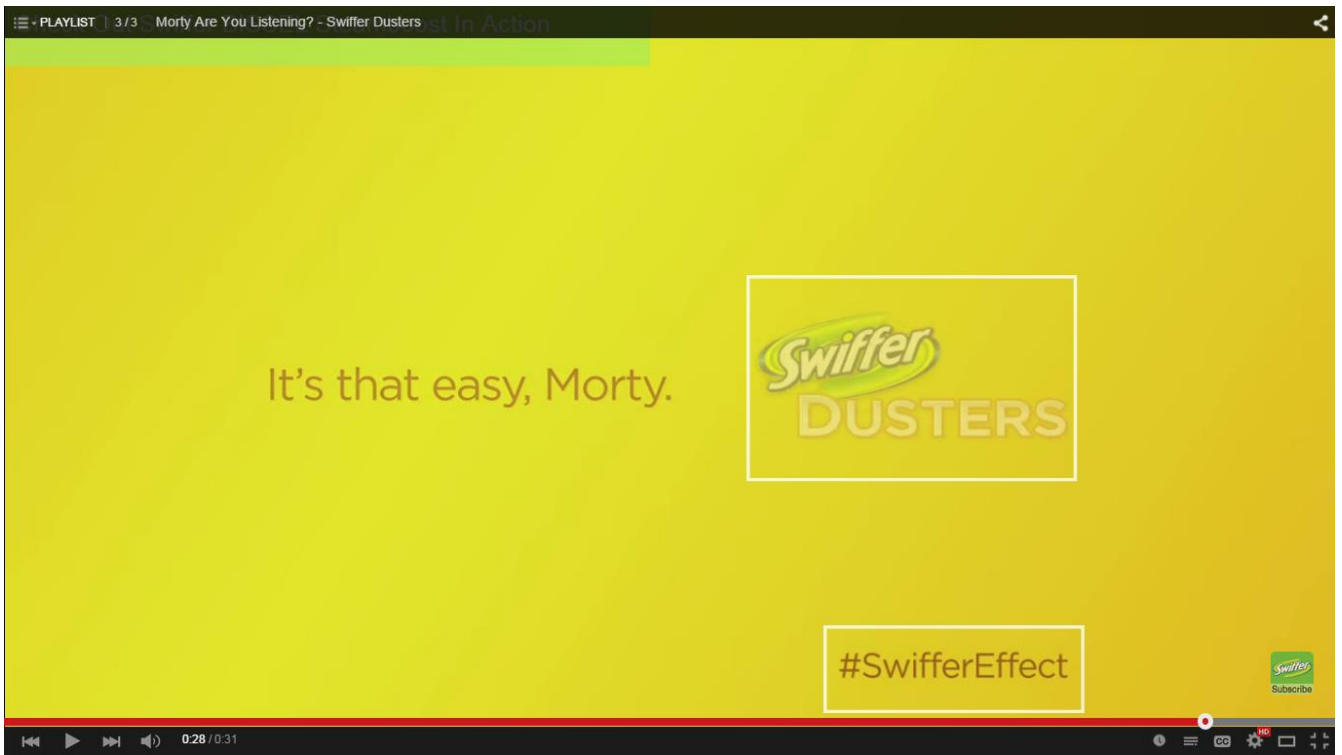 PLAYLIST 3/3 Morty Are You Listening? - Swiffer Dusters
It's that easy, Morty.
Swiffer
DUSTERS
#SwifferEffect
Swiffer
Subscribe
0:28 / 0:31
CC
HD